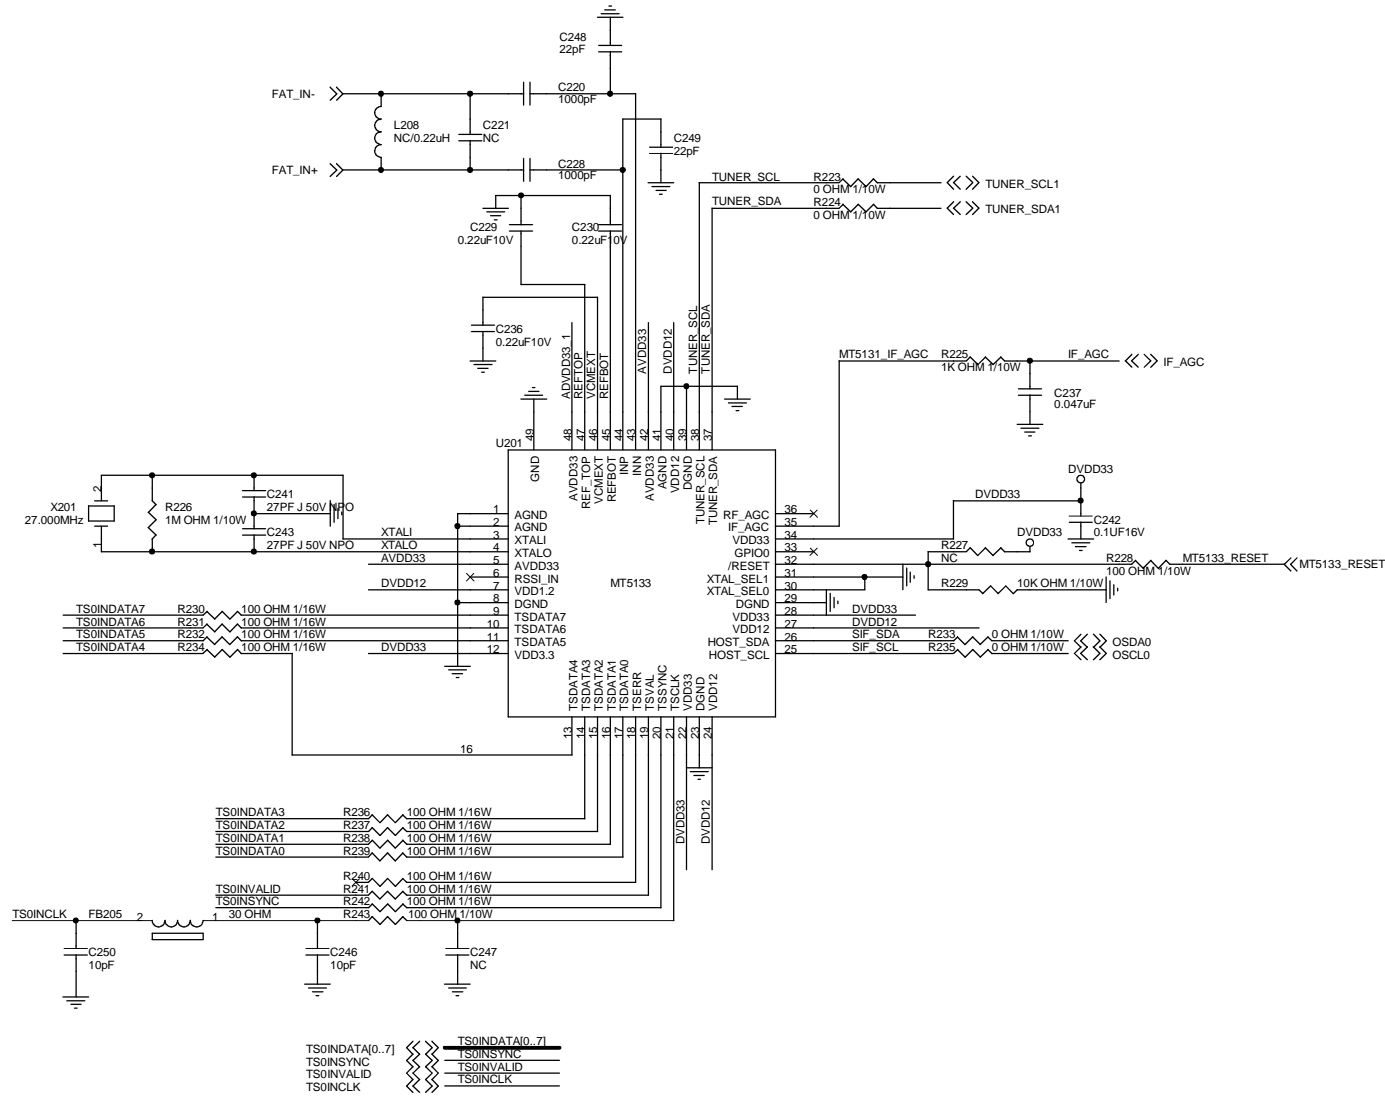 C248
22pF
FAT_IN-
C220
1000pF
L208
NC/0.22uH
C221
NC
C249
22pF
FAT_IN+
C228
1000pF
TUNER_SCL
R223
0 OHM 1/10W
TUNER_SCL1
TUNER_SDA
R224
0 OHM 1/10W
TUNER_SDA1
C229
0.22uF10V
C230
0.22uF10V
C236
0.22uF10V
ADVDD33_1
REFTOP
VCMEXT
REFBOT
AVDD33
DVDD12
TUNER_SCL
TUNER_SDA
MT5131_IF_AGC
R225
1K OHM 1/10W
IF_AGC
IF_AGC
C237
0.047uF
U201
49
48
47
46
45
44
43
42
41
40
39
38
37
GND
AVDD33
REF_TOP
VCMEXT
REFBOT
INP
INN
AVDD33
AGND
VDD12
DGND
TUNER_SCL
TUNER_SDA
X201
27.000MHz
2
1
R226
1M OHM 1/10W
C241
27PF J 50V NPO
C243
27PF J 50V NPO
XTALI
XTALO
AVDD33
DVDD12
DVDD33
1 AGND
2 AGND
3 XTALI
4 XTALO
5 AVDD33
6 RSSI_IN
7 VDD1.2
8 DGND
9 TSDATA7
10 TSDATA6
11 TSDATA5
12 VDD3.3
MT5133
RF_AGC 36
IF_AGC 35
VDD33 34
GPIO0 33
/RESET 32
XTAL_SEL1 31
XTAL_SEL0 30
DGND 29
VDD33 28
VDD12 27
HOST_SDA 26
HOST_SCL 25
DVDD33
DVDD33
C242
0.1UF16V
DVDD33
R227
NC
R228
100 OHM 1/10W
MT5133_RESET
MT5133_RESET
R229
10K OHM 1/10W
DVDD33
DVDD12
SIF_SDA
R233
0 OHM 1/10W
OSDA0
SIF_SCL
R235
0 OHM 1/10W
OSCL0
TS0INDATA7 R230 100 OHM 1/16W
TS0INDATA6 R231 100 OHM 1/16W
TS0INDATA5 R232 100 OHM 1/16W
TS0INDATA4 R234 100 OHM 1/16W
TSDATA4
TSDATA3
TSDATA2
TSDATA1
TSDATA0
TSERR
TSVAL
TSSYNC
TSCLK
VDD33
DGND
VDD12
13
14
15
16
17
18
19
20
21
22
23
24
16
DVDD33
DVDD12
TS0INDATA3 R236 100 OHM 1/16W
TS0INDATA2 R237 100 OHM 1/16W
TS0INDATA1 R238 100 OHM 1/16W
TS0INDATA0 R239 100 OHM 1/16W
R240 100 OHM 1/16W
TS0INVALID R241 100 OHM 1/16W
TS0INSYNC R242 100 OHM 1/16W
TS0INCLK FB205 2 1 30 OHM R243 100 OHM 1/10W
C250
10pF
C246
10pF
C247
NC
TS0INDATA[0..7] TS0INDATA[0..7]
TS0INSYNC TS0INSYNC
TS0INVALID TS0INVALID
TS0INCLK TS0INCLK